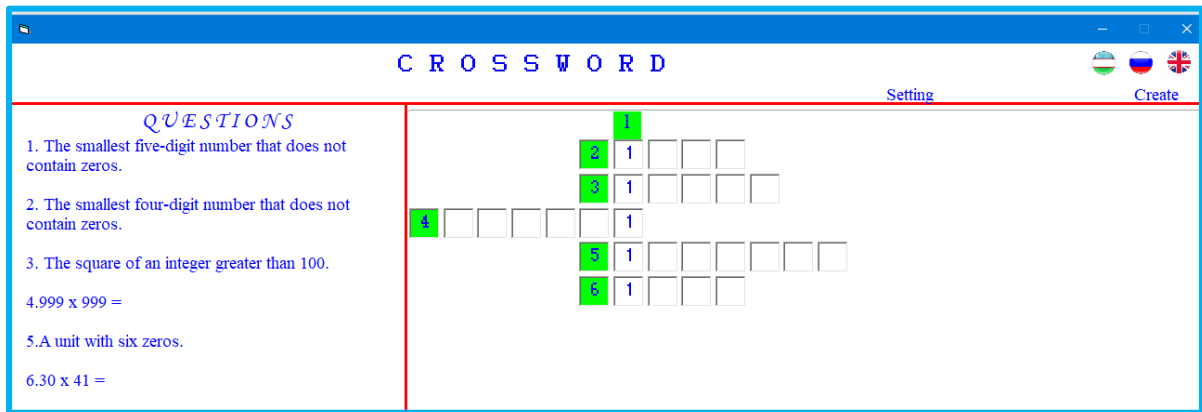 C R O S S W O R D
Setting
Create
QUESTIONS
1. The smallest five-digit number that does not
contain zeros.
2. The smallest four-digit number that does not
contain zeros.
3. The square of an integer greater than 100.
4.999 x 999 =
5.A unit with six zeros.
6.30 x 41 =
1
2 1
3 1
4 1
5 1
6 1